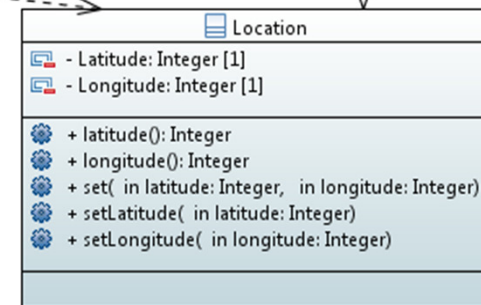 Location
- Latitude: Integer [1]
- Longitude: Integer [1]
+ latitude(): Integer
+ longitude(): Integer
+ set(  in latitude: Integer,   in longitude: Integer)
+ setLatitude(  in latitude: Integer)
+ setLongitude(  in longitude: Integer)